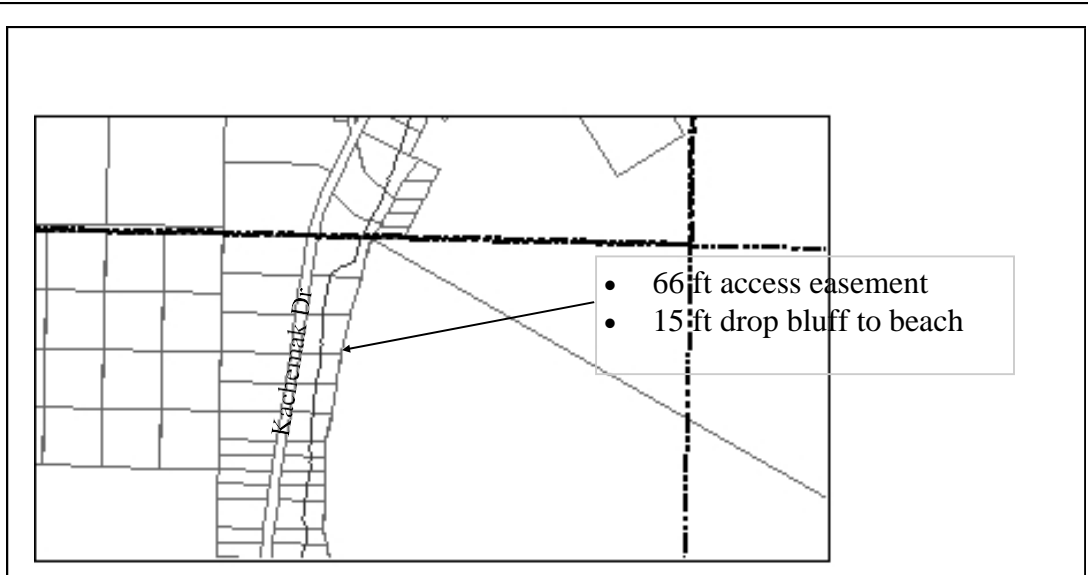 • 66 ft access easement
• 15 ft drop bluff to beach
Kachemak Dr